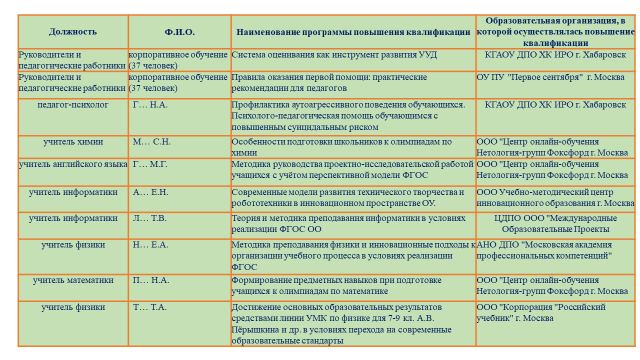 Должность
Ф.И.О.
Наименование программы повышения квалификации
Образовательная организация, в
которой осуществлялась повышение
квалификации
Руководители и
педагогические работники
корпоративное обучение
(37 человек)
Система оценивания как инструмент развития УУД
КГАОУ ДПО ХК ИРО г. Хабаровск
Руководители и
педагогические работники
корпоративное обучение
(37 человек)
Правила оказания первой помощи: практические
рекомендации для педагогов
ОУ ПУ "Первое сентября" г. Москва
педагог-психолог
Г… Н.А.
Профилактика аутоагрессивного поведения обучающихся.
Психолого-педагогическая помощь обучающимся с
повышенным суицидальным риском
КГАОУ ДПО ХК ИРО г. Хабаровск
учитель химии
М… С.Н.
Особенности подготовки школьников к олимпиадам по
химии
ООО "Центр онлайн-обучения
Нетология-групп Фоксфорд г. Москва
учитель английского языка
Г… М.Г.
Методика руководства проектно-исследовательской работой
учащихся с учётом перспективной модели ФГОС
ООО "Центр онлайн-обучения
Нетология-групп Фоксфорд г. Москва
учитель информатики
А… Е.Н.
Современные модели развития технического творчества и
робототехники в инновационном пространстве ОУ.
ООО Учебно-методический центр
инновационного образования г. Москва
учитель информатики
Л… Т.В.
Теория и методика преподавания информатики в условиях
реализации ФГОС ОО
ЦДПО ООО "Международные
Образовательные Проекты
учитель физики
Н… Е.А.
Методика преподавания физики и инновационные подходы к
организации учебного процесса в условиях реализации
ФГОС
АНО ДПО "Московская академия
профессиональных компетенций"
учитель математики
П… Н.А.
Формирование предметных навыков при подготовке
учащихся к олимпиадам по математике
ООО "Центр онлайн-обучения
Нетология-групп Фоксфорд г. Москва
учитель физики
Т… Т.А.
Достижение основных образовательных результатов
средствами линии УМК по физике для 7-9 кл. А.В.
Пёрышкина и др. в условиях перехода на современные
образовательные стандарты
ООО "Корпорация "Российский
учебник" г. Москва